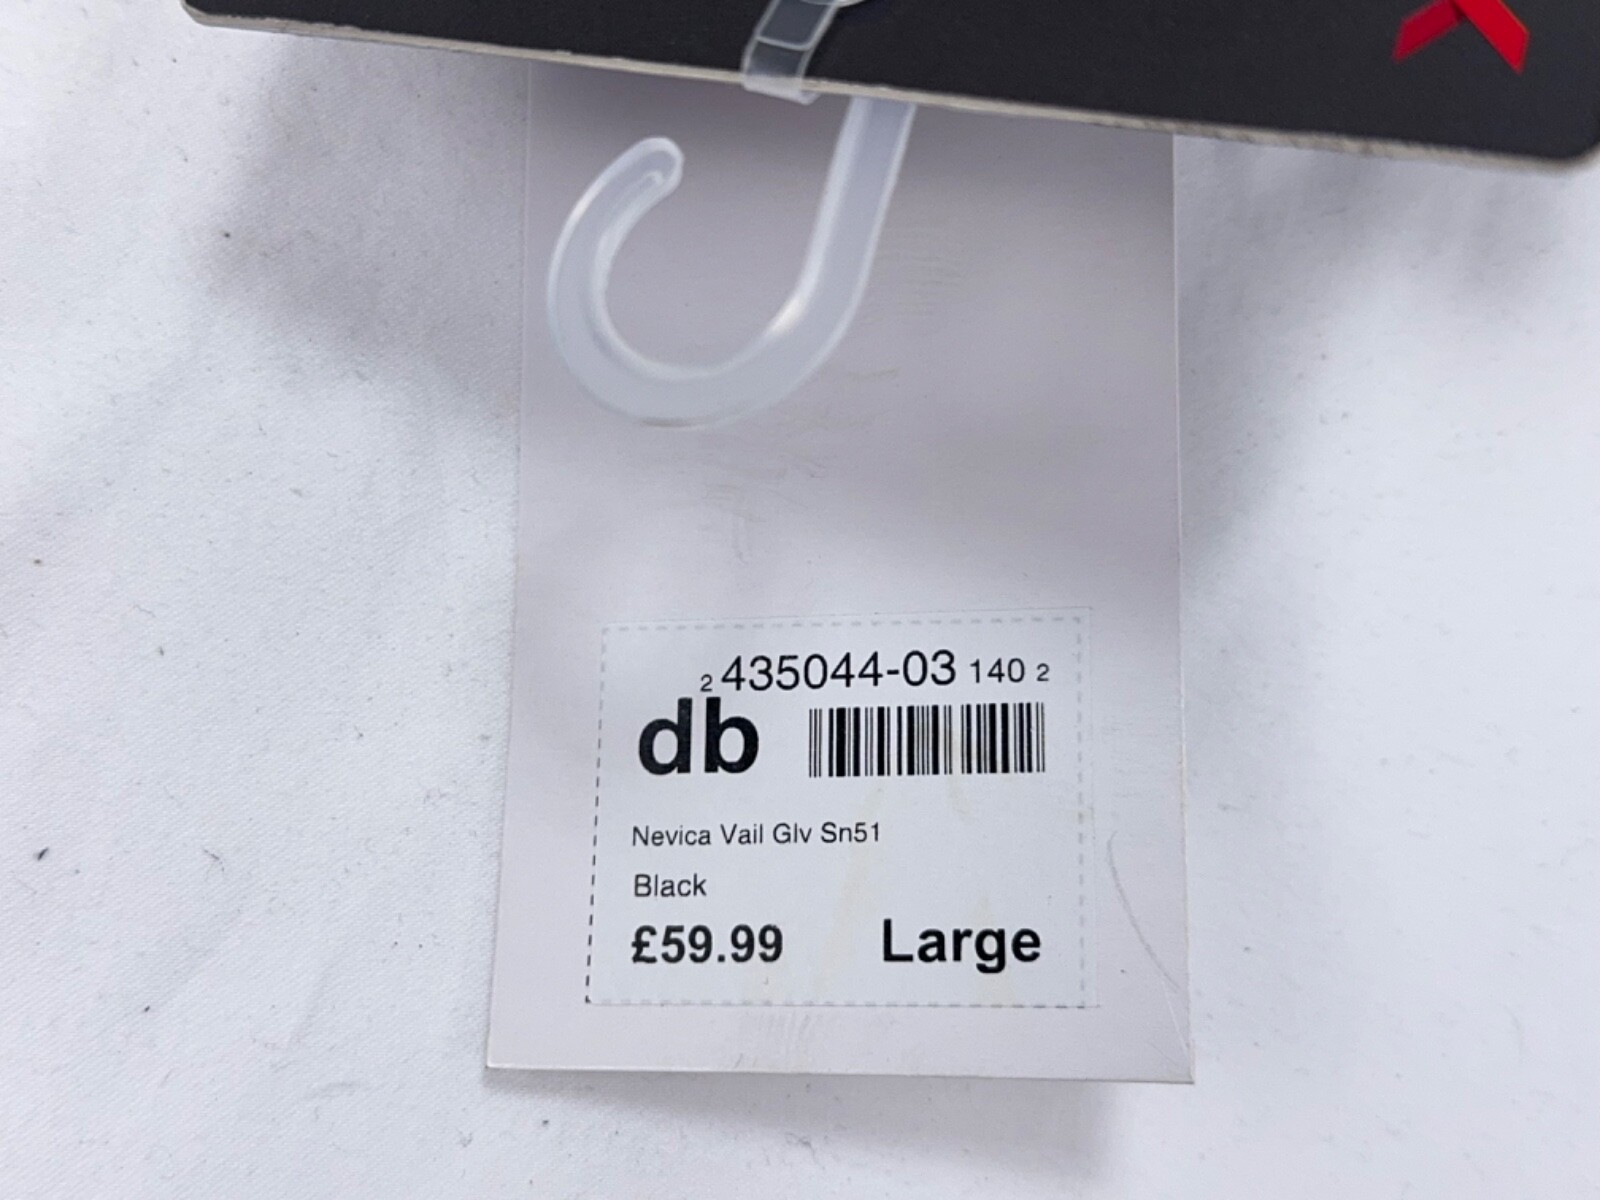 2 435044-03 140 2
db
Nevica Vail Glv Sn51
Black
£59.99 Large